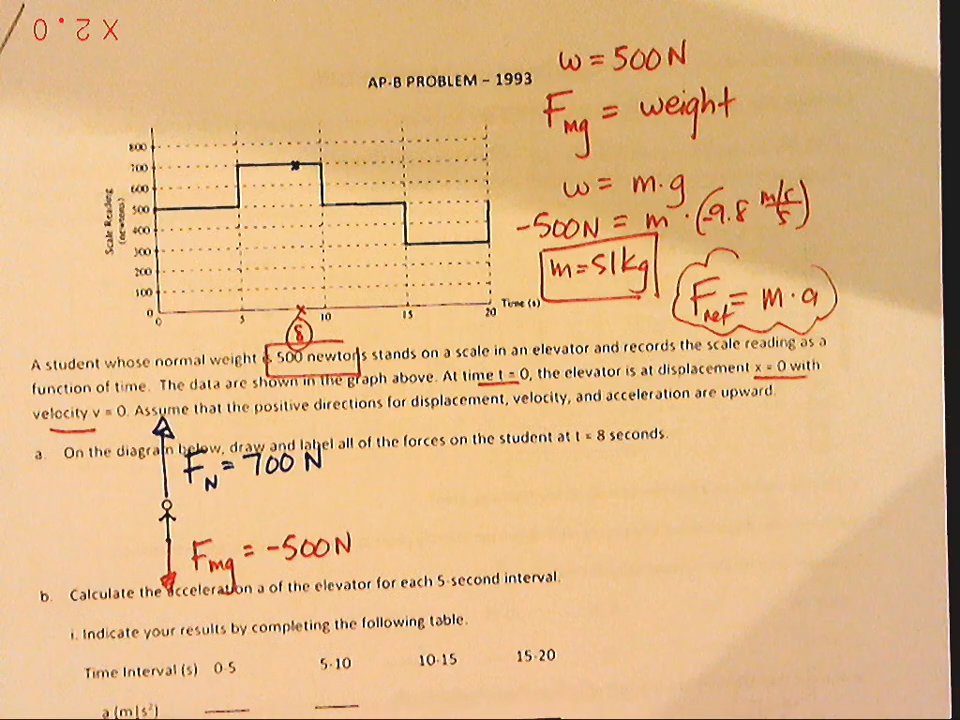 x 2.0
AP-B PROBLEM – 1993
w = 500N
Fmg = weight
w = m·g
-500N = m · (-9.8 m/s/s)
m=51kg
Fnet = m·a
Scale Reading (newtons)
800
700
600
500
400
300
200
100
0
0 5 10 15 20 Time (s)
8
A student whose normal weight is 500 newtons stands on a scale in an elevator and records the scale reading as a
function of time. The data are shown in the graph above. At time t = 0, the elevator is at displacement x = 0 with
velocity v = 0. Assume that the positive directions for displacement, velocity, and acceleration are upward.
a. On the diagram below, draw and label all of the forces on the student at t = 8 seconds.
FN = 700 N
Fmg = -500N
b. Calculate the acceleration a of the elevator for each 5-second interval.
i. Indicate your results by completing the following table.
Time Interval (s) 0-5 5-10 10-15 15-20
a (m/s²)